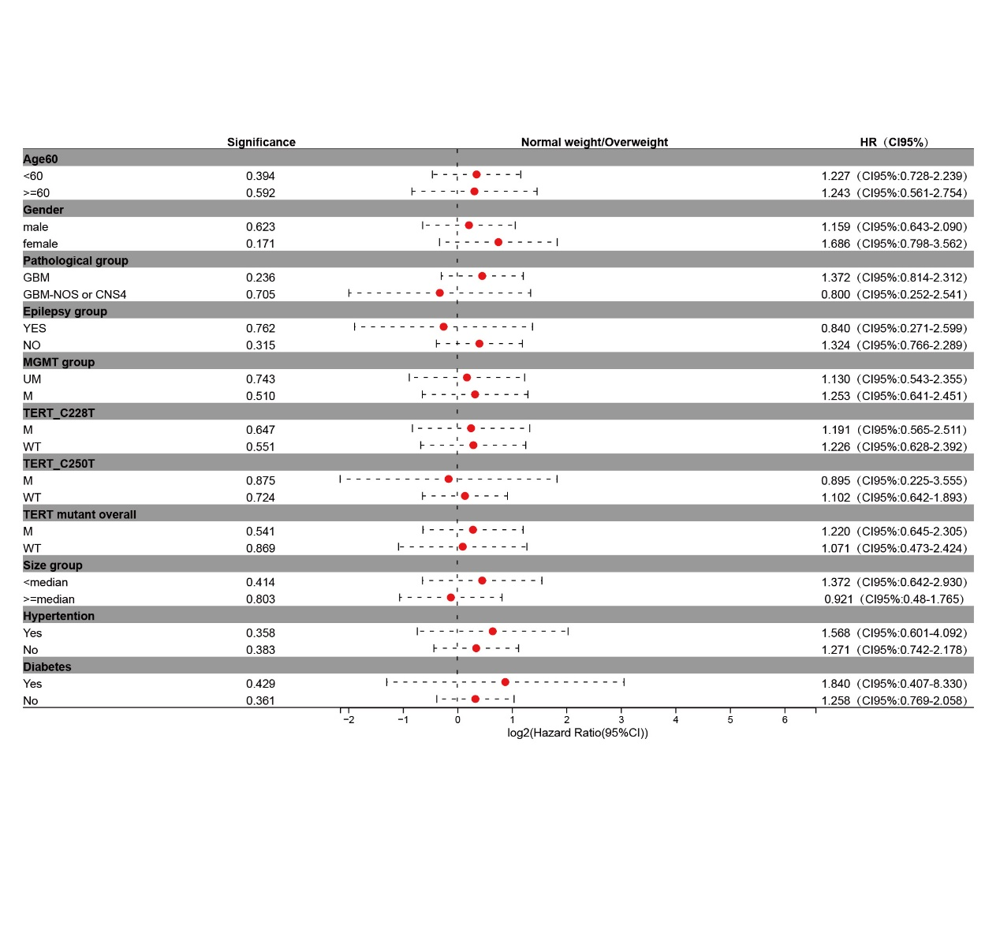 Significance Normal weight/Overweight HR（CI95%）
Age60
<60 0.394 1.227（CI95%:0.728-2.239）
>=60 0.592 1.243（CI95%:0.561-2.754）
Gender
male 0.623 1.159（CI95%:0.643-2.090）
female 0.171 1.686（CI95%:0.798-3.562）
Pathological group
GBM 0.236 1.372（CI95%:0.814-2.312）
GBM-NOS or CNS4 0.705 0.800（CI95%:0.252-2.541）
Epilepsy group
YES 0.762 0.840（CI95%:0.271-2.599）
NO 0.315 1.324（CI95%:0.766-2.289）
MGMT group
UM 0.743 1.130（CI95%:0.543-2.355）
M 0.510 1.253（CI95%:0.641-2.451）
TERT_C228T
M 0.647 1.191（CI95%:0.565-2.511）
WT 0.551 1.226（CI95%:0.628-2.392）
TERT_C250T
M 0.875 0.895（CI95%:0.225-3.555）
WT 0.724 1.102（CI95%:0.642-1.893）
TERT mutant overall
M 0.541 1.220（CI95%:0.645-2.305）
WT 0.869 1.071（CI95%:0.473-2.424）
Size group
<median 0.414 1.372（CI95%:0.642-2.930）
>=median 0.803 0.921（CI95%:0.48-1.765）
Hypertention
Yes 0.358 1.568（CI95%:0.601-4.092）
No 0.383 1.271（CI95%:0.742-2.178）
Diabetes
Yes 0.429 1.840（CI95%:0.407-8.330）
No 0.361 1.258（CI95%:0.769-2.058）
−2 −1 0 1 2 3 4 5 6
log2(Hazard Ratio(95%CI))